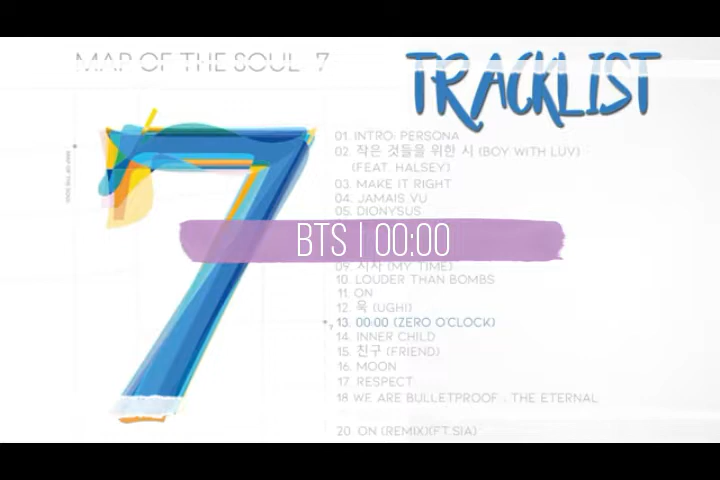 MAP OF THE SOUL 7
TRACKLIST
MAP OF THE SOUL
01. INTRO: PERSONA
02. 작은 것들을 위한 시 (BOY WITH LUV)
(FEAT. HALSEY)
03. MAKE IT RIGHT
04. JAMAIS VU
05. DIONYSUS
BTS | 00:00
09. 시차 (MY TIME)
10. LOUDER THAN BOMBS
11. ON
12. 욱 (UGH!)
13. 00:00 (ZERO O'CLOCK)
14. INNER CHILD
15. 친구 (FRIEND)
16. MOON
17. RESPECT
18 WE ARE BULLETPROOF : THE ETERNAL
20. ON (REMIX)(FT.SIA)